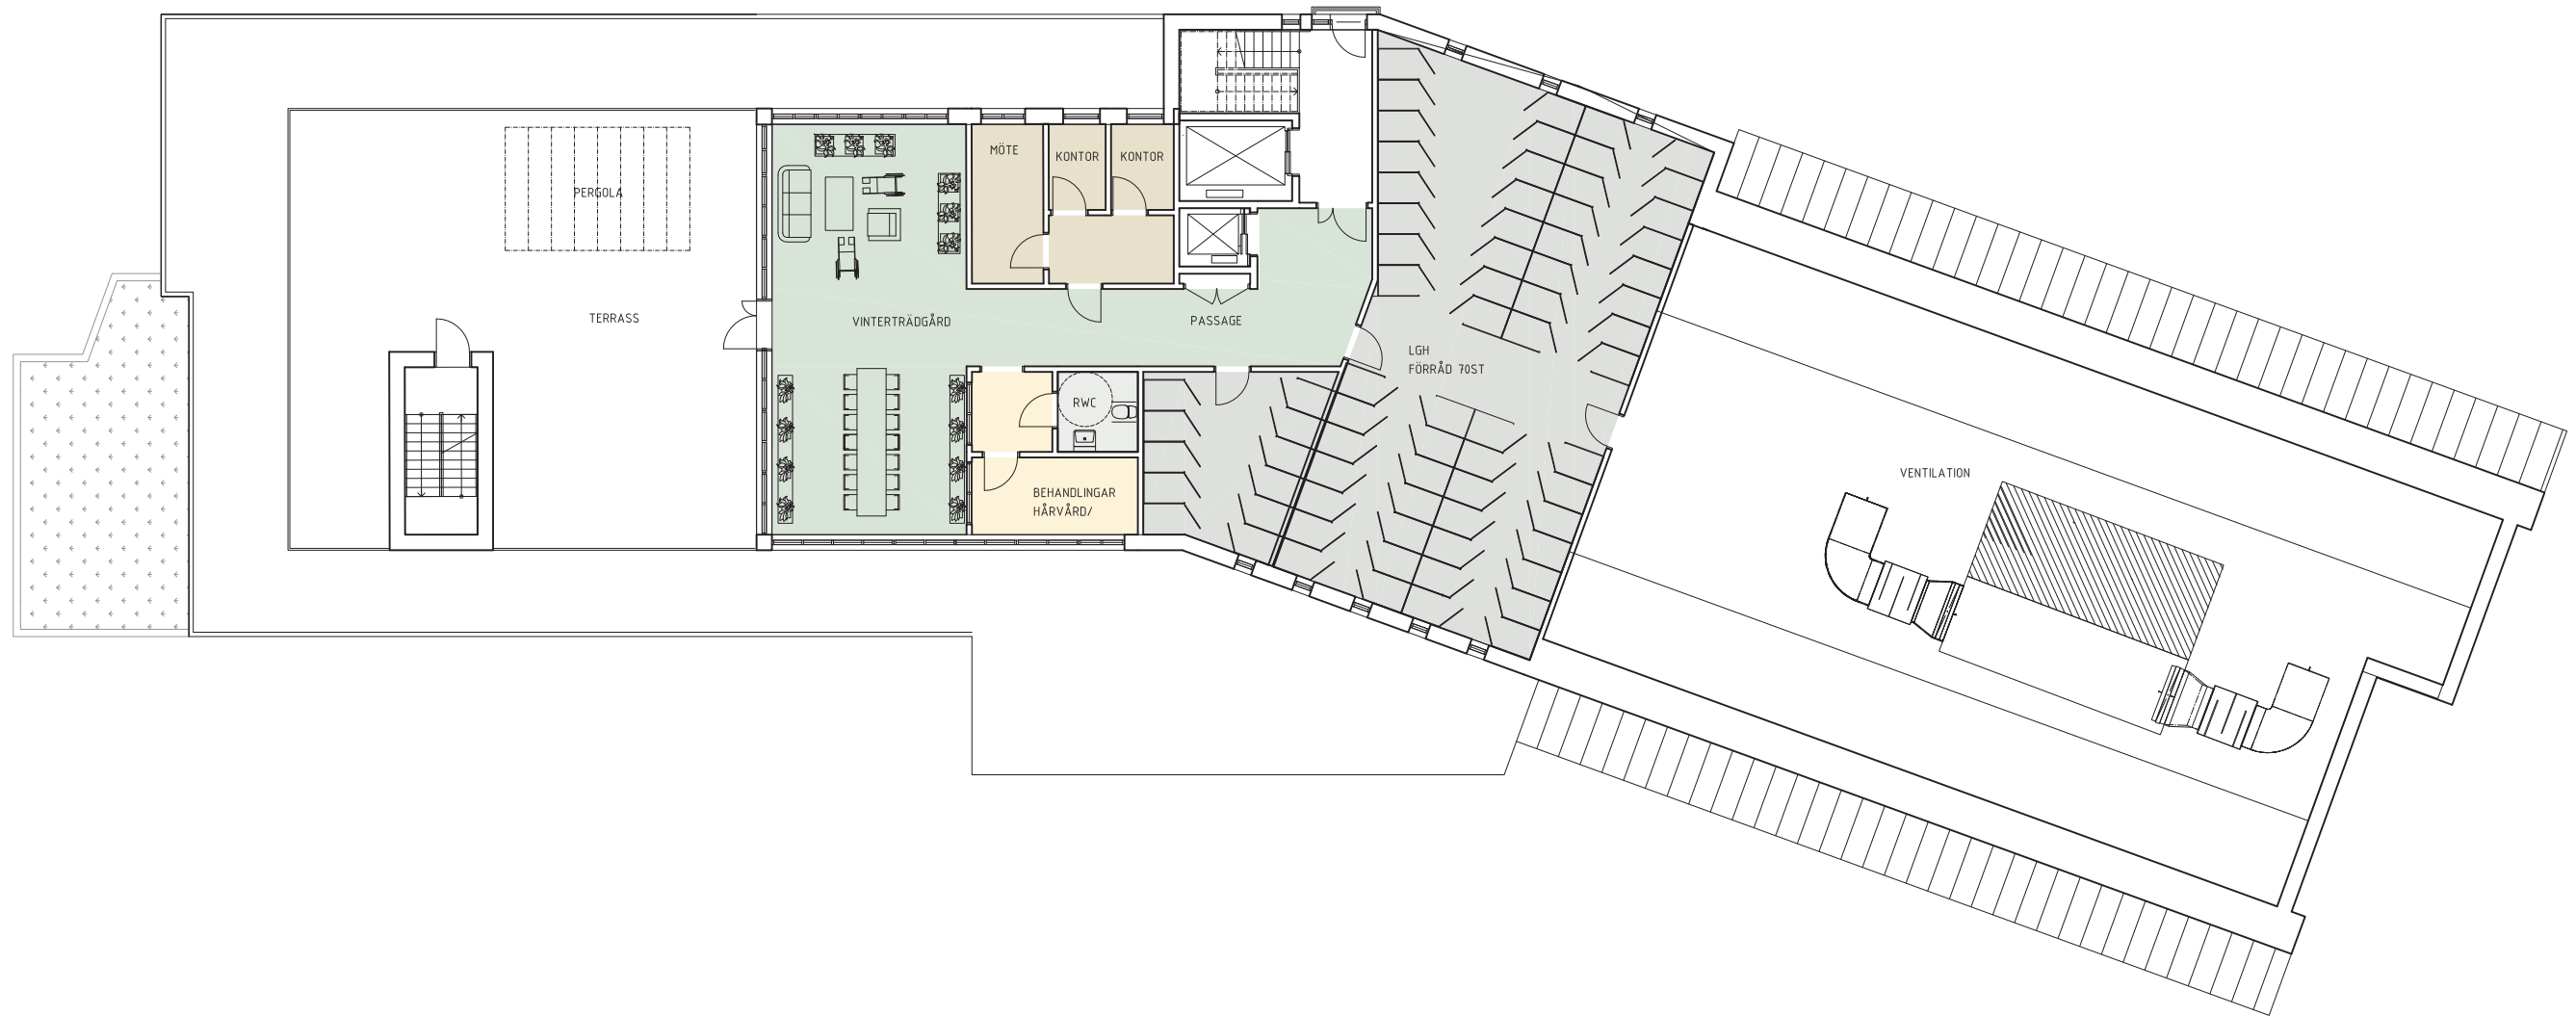 PERGOLA
TERRASS
VINTERTRÄDGÅRD
MÖTE
KONTOR
KONTOR
PASSAGE
RWC
BEHANDLINGAR
HÅRVÅRD/
LGH
FÖRRÅD 70ST
VENTILATION